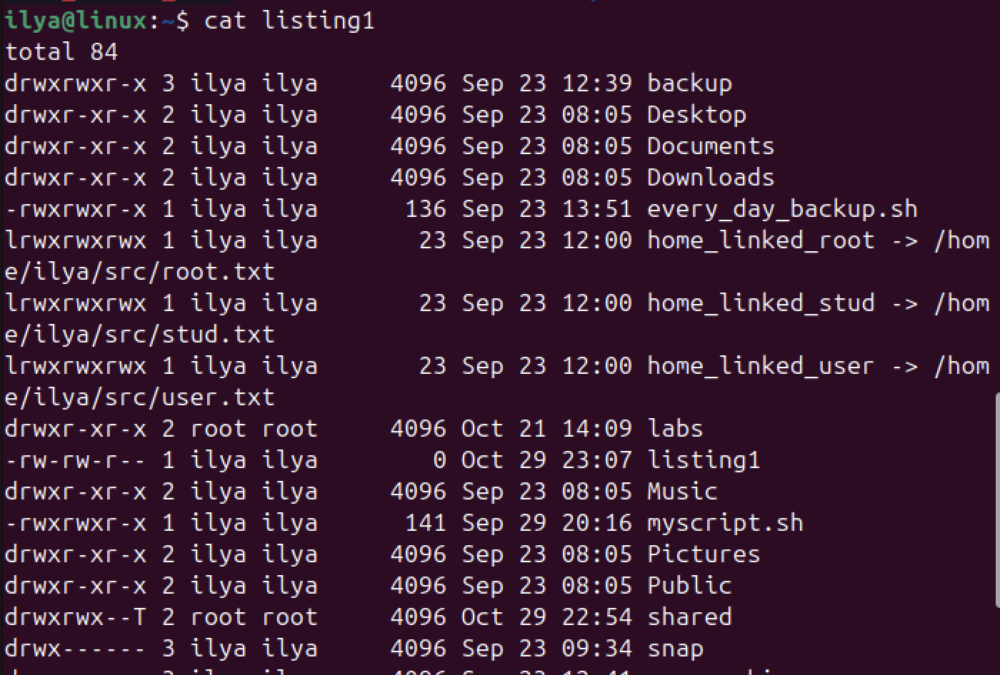 ilya@linux:~$ cat listing1
total 84
drwxrwxr-x 3 ilya ilya     4096 Sep 23 12:39 backup
drwxr-xr-x 2 ilya ilya     4096 Sep 23 08:05 Desktop
drwxr-xr-x 2 ilya ilya     4096 Sep 23 08:05 Documents
drwxr-xr-x 2 ilya ilya     4096 Sep 23 08:05 Downloads
-rwxrwxr-x 1 ilya ilya      136 Sep 23 13:51 every_day_backup.sh
lrwxrwxrwx 1 ilya ilya       23 Sep 23 12:00 home_linked_root -> /hom
e/ilya/src/root.txt
lrwxrwxrwx 1 ilya ilya       23 Sep 23 12:00 home_linked_stud -> /hom
e/ilya/src/stud.txt
lrwxrwxrwx 1 ilya ilya       23 Sep 23 12:00 home_linked_user -> /hom
e/ilya/src/user.txt
drwxr-xr-x 2 root root     4096 Oct 21 14:09 labs
-rw-rw-r-- 1 ilya ilya        0 Oct 29 23:07 listing1
drwxr-xr-x 2 ilya ilya     4096 Sep 23 08:05 Music
-rwxrwxr-x 1 ilya ilya      141 Sep 29 20:16 myscript.sh
drwxr-xr-x 2 ilya ilya     4096 Sep 23 08:05 Pictures
drwxr-xr-x 2 ilya ilya     4096 Sep 23 08:05 Public
drwxrwx--T 2 root root     4096 Oct 29 22:54 shared
drwx------ 3 ilya ilya     4096 Sep 23 09:34 snap